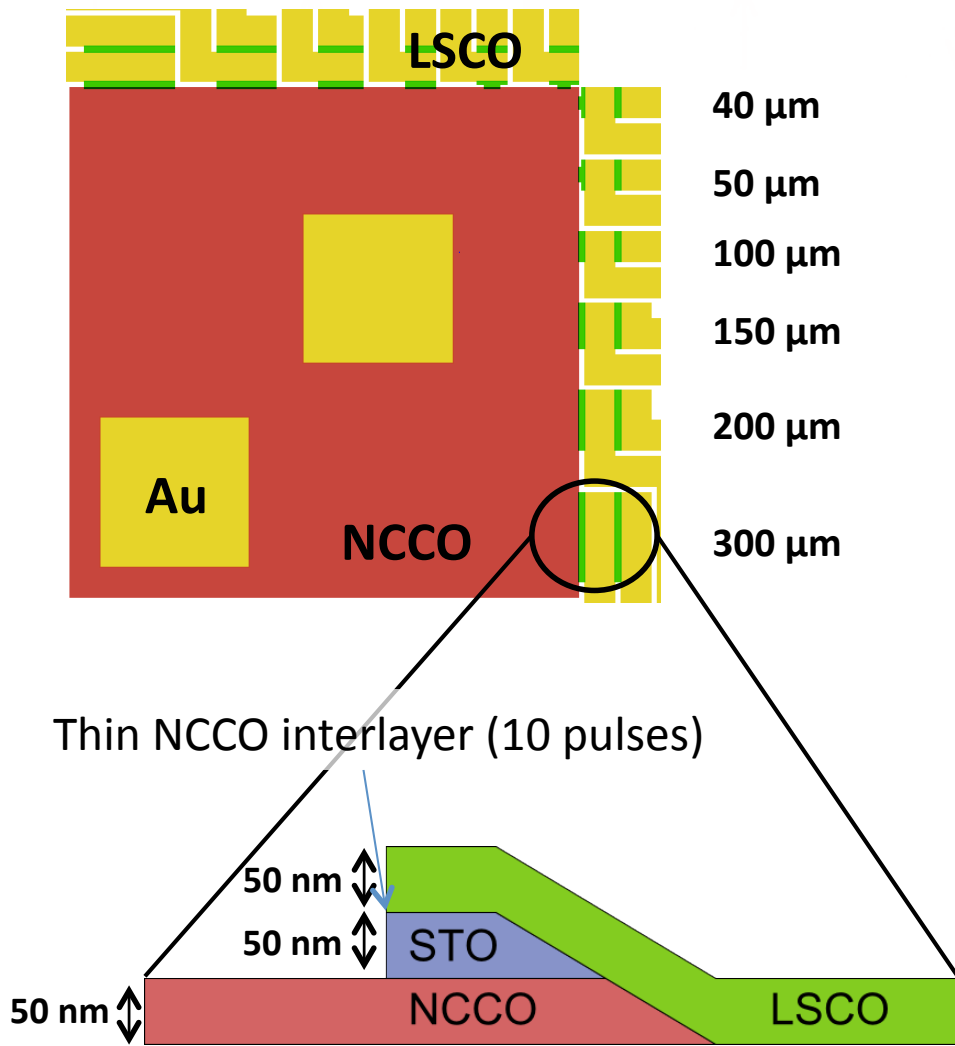 LSCO
40 µm
50 µm
100 µm
150 µm
200 µm
Au
NCCO
300 µm
Thin NCCO interlayer (10 pulses)
50 nm
50 nm
STO
50 nm
NCCO
LSCO